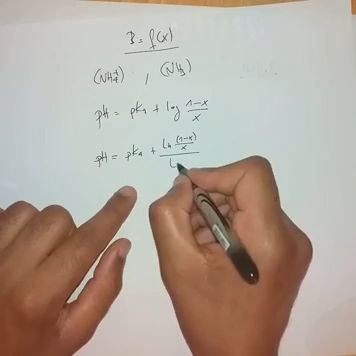 β = f(x)
(NH₄⁺) , (NH₃)
pH = pKa + log (1-x)/x
pH = pKa + Ln((1-x)/x)/L